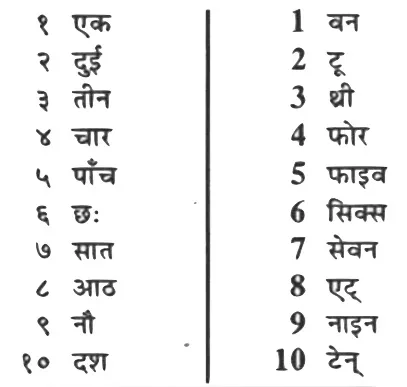 १ एक
२ दुई
३ तीन
४ चार
५ पाँच
६ छः
७ सात
८ आठ
९ नौ
१० दश
1 वन
2 टू
3 थ्री
4 फोर
5 फाइव
6 सिक्स
7 सेवन
8 एट्
9 नाइन
10 टेन्